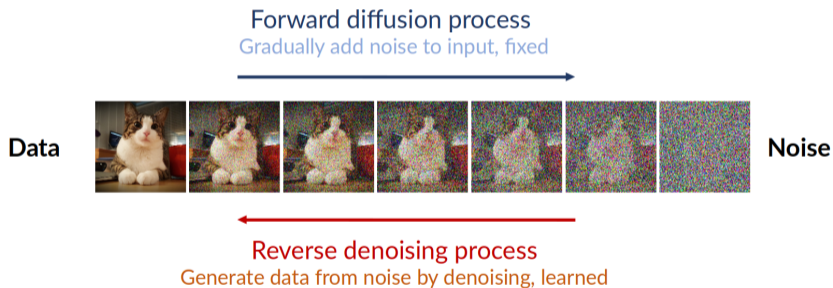 Forward diffusion process
Gradually add noise to input, fixed
Data
Noise
Reverse denoising process
Generate data from noise by denoising, learned